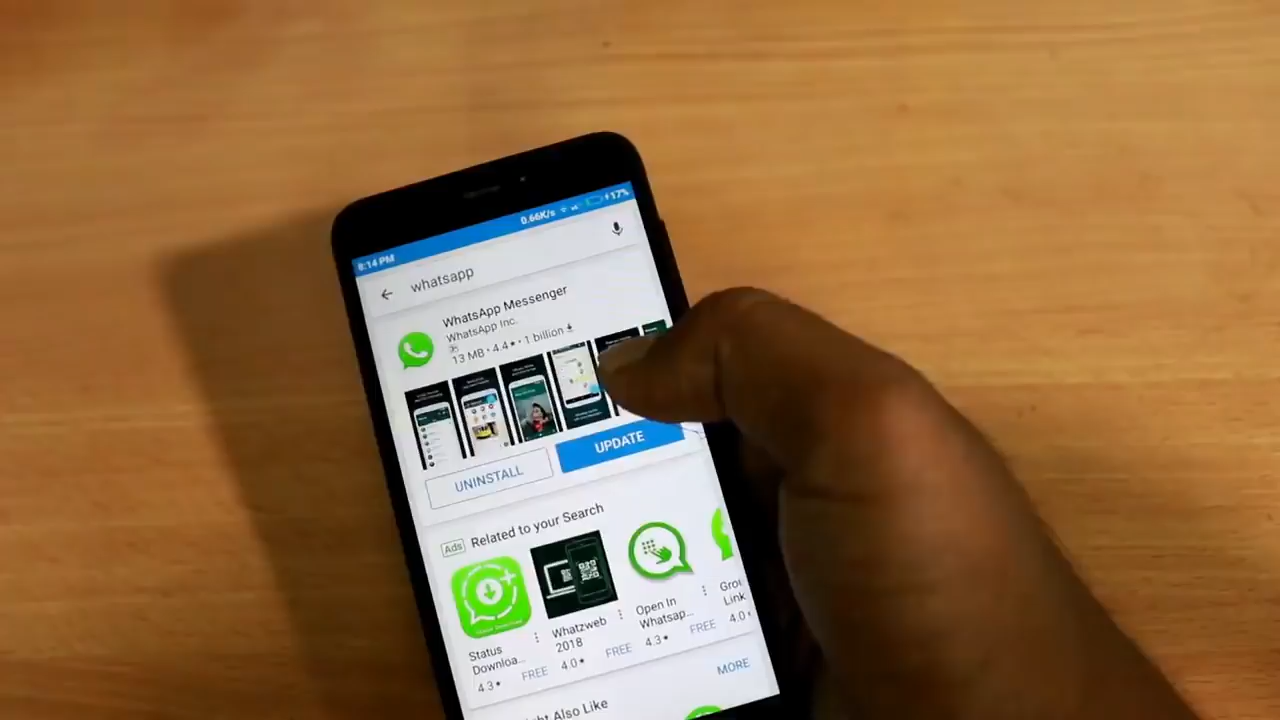 8:14 PM 0.66K/s 17%
whatsapp
WhatsApp Messenger
WhatsApp Inc.
3+
13 MB • 4.4 ★ • 1 billion
UNINSTALL UPDATE
Ads Related to your Search
Status Downloa... 4.3 ★ FREE
Whatzweb 2018 4.0 ★ FREE
Open In Whatsap... 4.3 ★ FREE
Link 4.0
MORE
ht Also Like